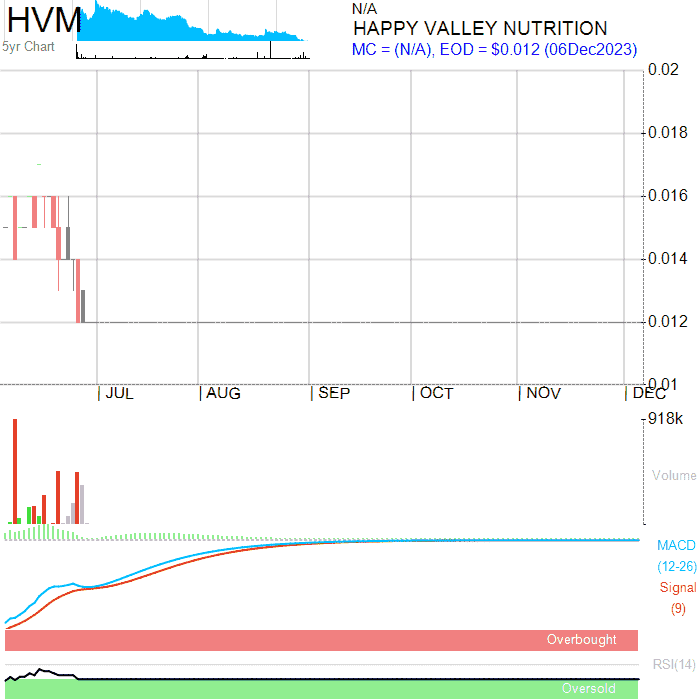 HVM
5yr Chart
N/A
HAPPY VALLEY NUTRITION
MC = (N/A), EOD = $0.012 (06Dec2023)
0.02
0.018
0.016
0.014
0.012
0.01
JUL AUG SEP OCT NOV DEC
918k
Volume
MACD
(12-26)
Signal
(9)
Overbought
RSI(14)
Oversold